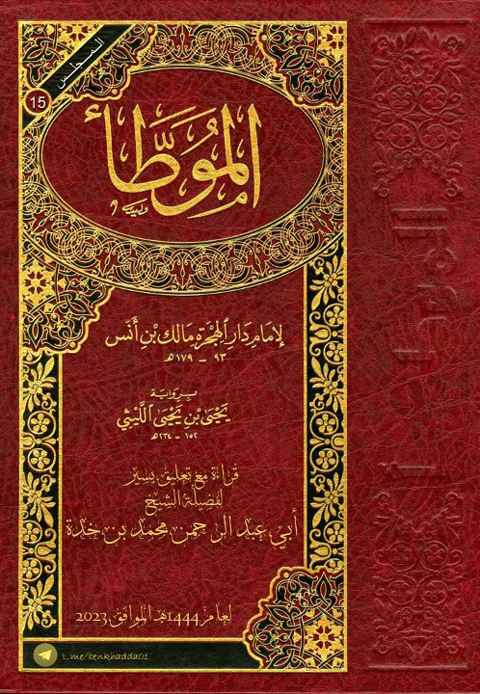 المجلس
15
الموطأ
لإمام دار الهجرة مالك بن أنس
٩٣ - ١٧٩هـ
برواية
يحيى بن يحيى الليثي
١٥٢ - ٢٣٤هـ
قراءة مع تعليق يسير
لفضيلة الشيخ
أبي عبد الرحمن محمد بن خدة
لعام 1444هـ الموافق 2023
t.me/benkhadda01